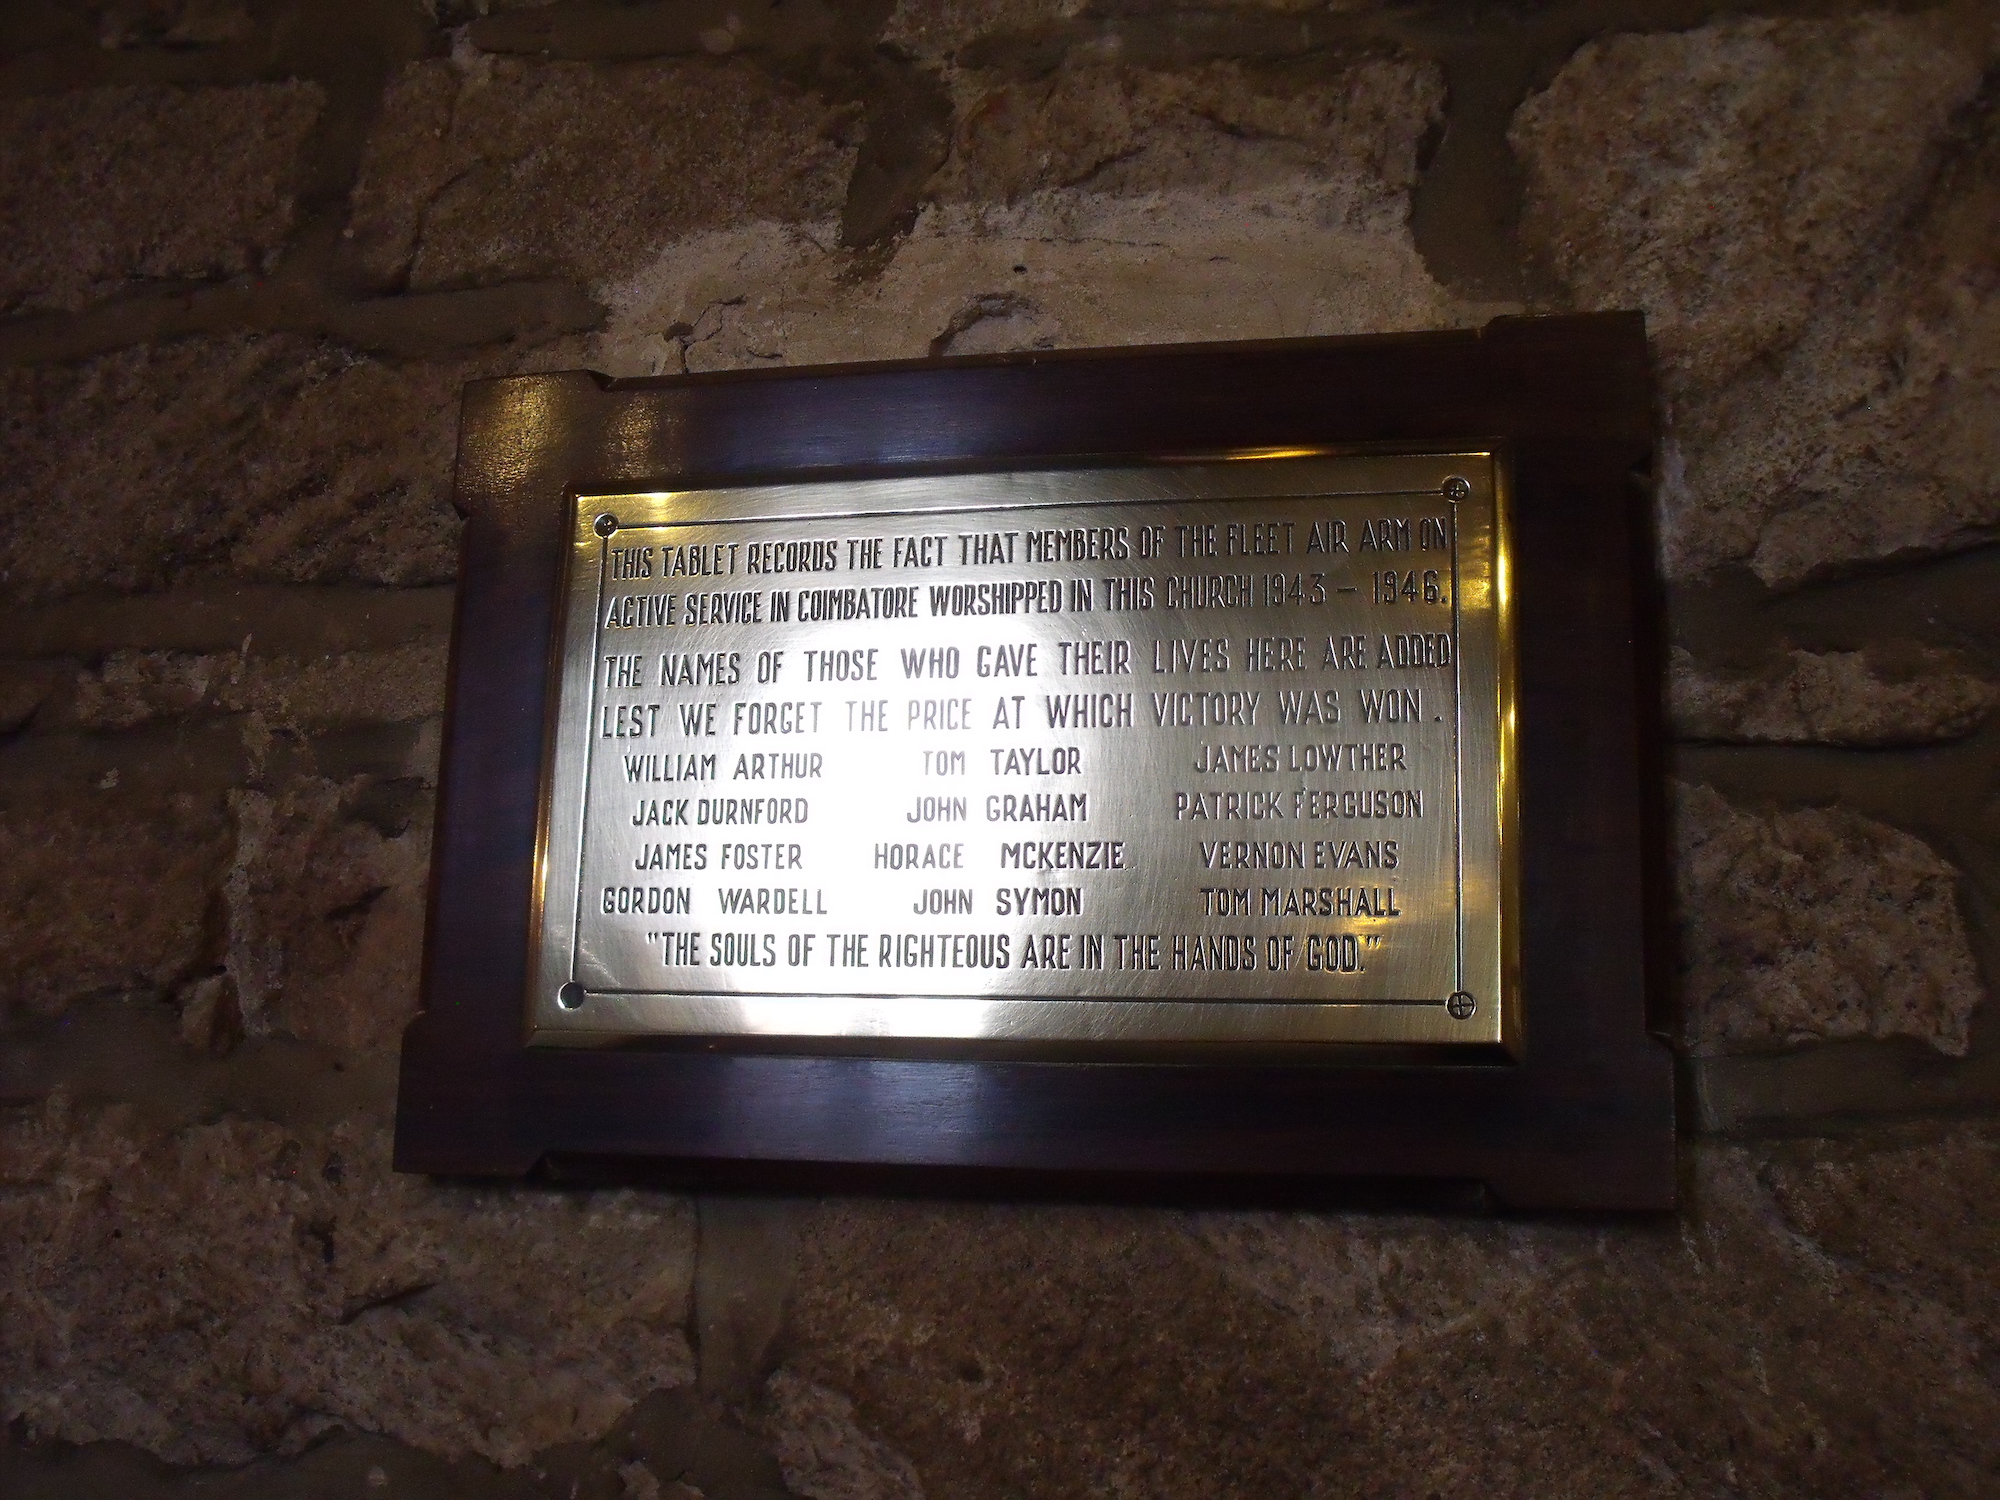 THIS TABLET RECORDS THE FACT THAT MEMBERS OF THE FLEET AIR ARM ON
ACTIVE SERVICE IN COIMBATORE WORSHIPPED IN THIS CHURCH 1943 – 1946.
THE NAMES OF THOSE WHO GAVE THEIR LIVES HERE ARE ADDED
LEST WE FORGET THE PRICE AT WHICH VICTORY WAS WON.
WILLIAM ARTHUR TOM TAYLOR JAMES LOWTHER
JACK DURNFORD JOHN GRAHAM PATRICK FERGUSON
JAMES FOSTER HORACE MCKENZIE VERNON EVANS
GORDON WARDELL JOHN SYMON TOM MARSHALL
"THE SOULS OF THE RIGHTEOUS ARE IN THE HANDS OF GOD."